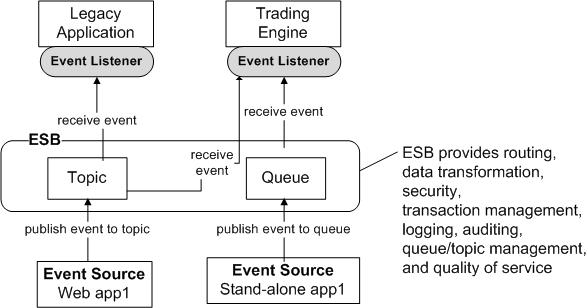 Legacy
Application
Event Listener
Trading
Engine
Event Listener
receive event
receive event
ESB
receive
event
Topic
Queue
publish event to topic
publish event to queue
Event Source
Web app1
Event Source
Stand-alone app1
ESB provides routing,
data transformation,
security,
transaction management,
logging, auditing,
queue/topic management,
and quality of service